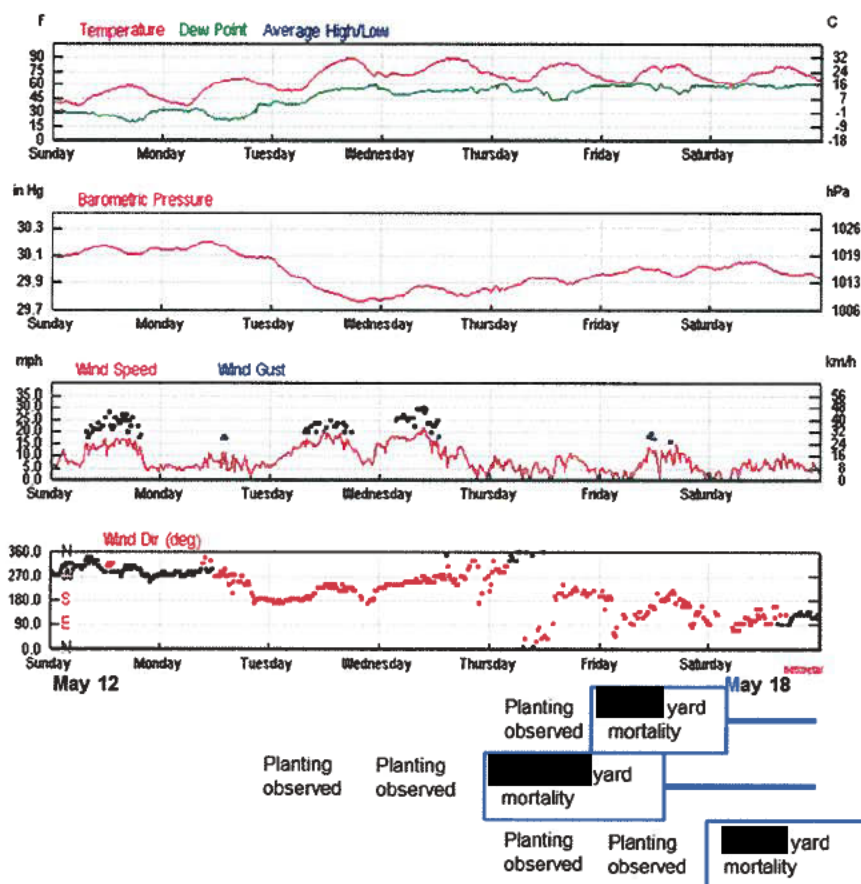 F
Temperature Dew Point Average High/Low
C
90
75
60
45
30
15
0
32
24
16
7
-1
-9
-18
Sunday Monday Tuesday Wednesday Thursday Friday Saturday
in Hg
Barometric Pressure
hPa
30.3
30.1
29.9
29.7
1026
1019
1013
1006
Sunday Monday Tuesday Wednesday Thursday Friday Saturday
mph
Wind Speed Wind Gust
km/h
35.0
30.0
25.0
20.0
15.0
10.0
5.0
0.0
56
48
40
32
24
16
8
0
Sunday Monday Tuesday Wednesday Thursday Friday Saturday
Wind Dir (deg)
360.0 N
270.0 W
180.0 S
90.0 E
0.0 N
Sunday Monday Tuesday Wednesday Thursday Friday Saturday
May 12
May 18
Planting
observed
yard
mortality
Planting
observed
Planting
observed
yard
mortality
Planting
observed
Planting
observed
yard
mortality